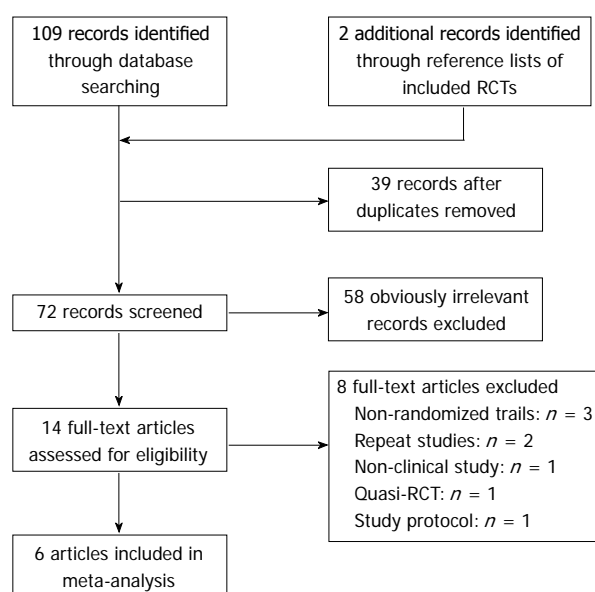 109 records identified
through database
searching
2 additional records identified
through reference lists of
included RCTs
39 records after
duplicates removed
72 records screened
58 obviously irrelevant
records excluded
14 full-text articles
assessed for eligibility
8 full-text articles excluded
Non-randomized trails: n = 3
Repeat studies: n = 2
Non-clinical study: n = 1
Quasi-RCT: n = 1
Study protocol: n = 1
6 articles included in
meta-analysis